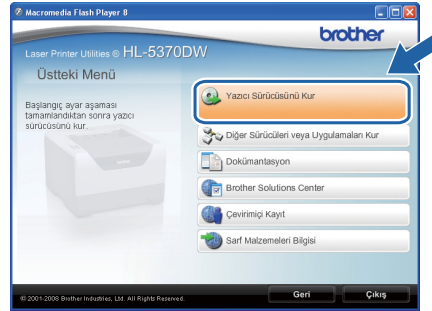 Macromedia Flash Player 8
brother
Laser Printer Utilities ® HL-5370DW
Üstteki Menü
Başlangıç ayar aşaması
tamamlandıktan sonra yazıcı
sürücüsünü kur.
Yazıcı Sürücüsünü Kur
Diğer Sürücüleri veya Uygulamaları Kur
Dokümantasyon
Brother Solutions Center
Çevirimiçi Kayıt
Sarf Malzemeleri Bilgisi
© 2001-2008 Brother Industries, Ltd. All Rights Reserved.
Geri
Çıkış